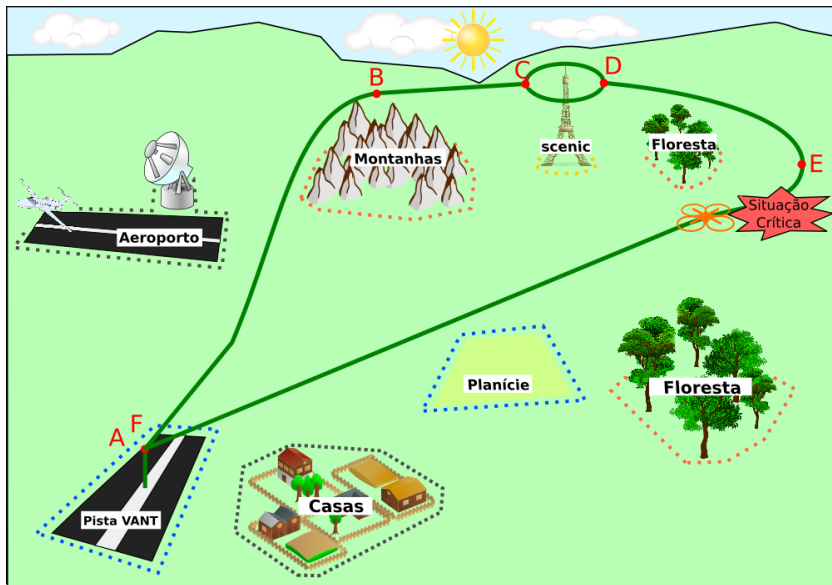 B
C
D
scenic
Floresta
Montanhas
E
Situação
Crítica
Aeroporto
Planície
Floresta
F
A
Casas
Pista VANT